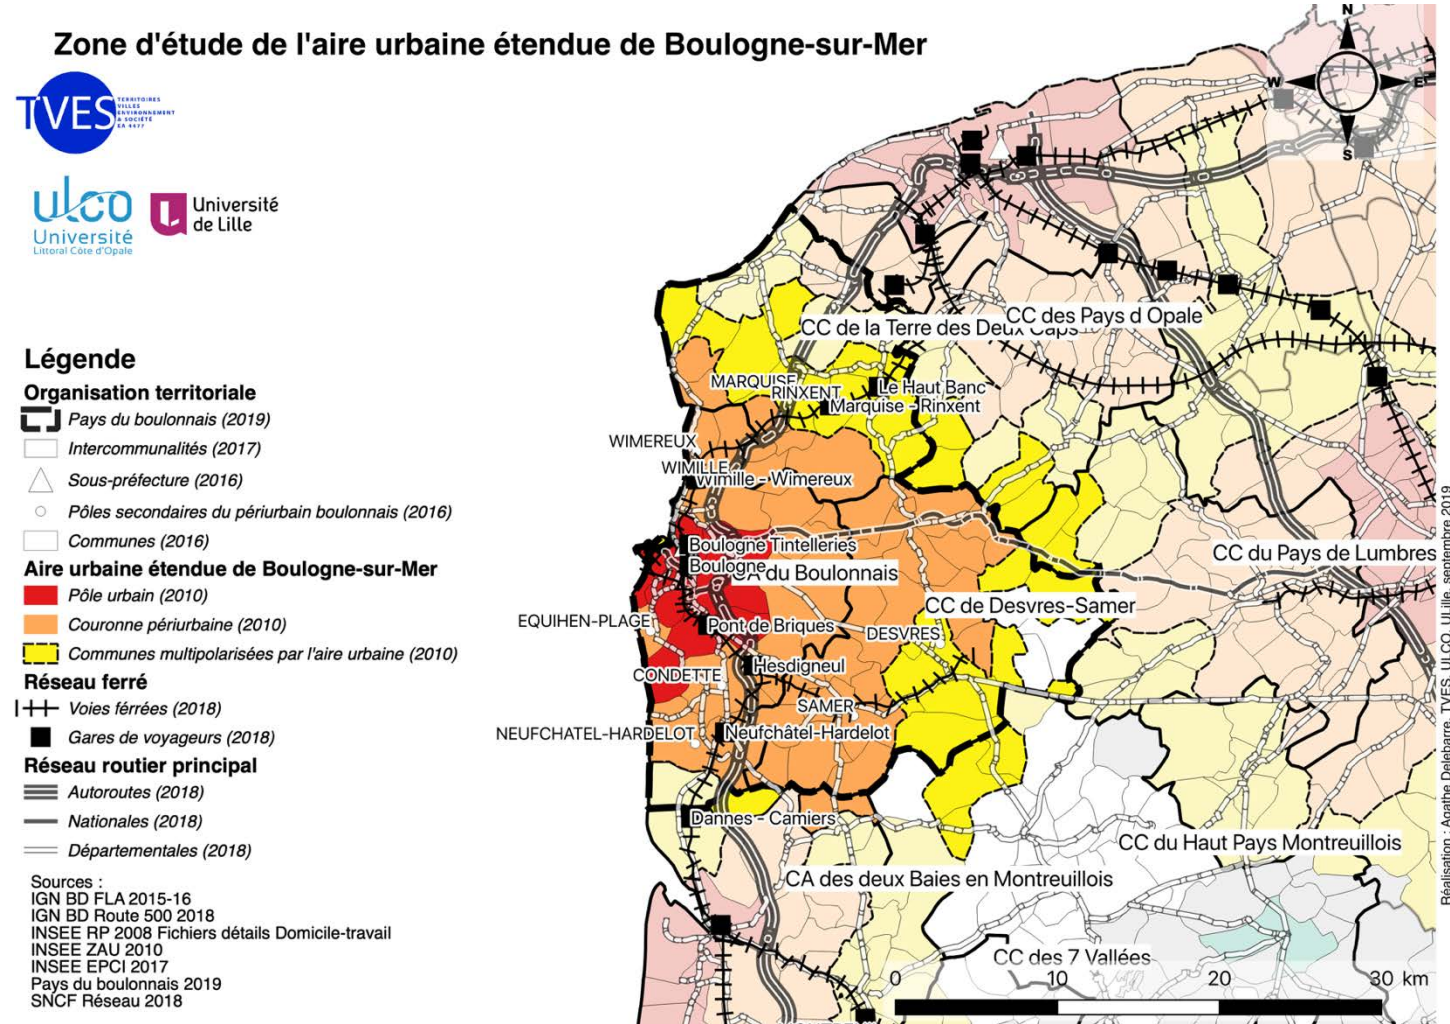 Zone d'étude de l'aire urbaine étendue de Boulogne-sur-Mer
TVES
TERRITOIRES
VILLES
ENVIRONNEMENT
& SOCIÉTÉ
EA 4477
ulco
Université
Littoral Côte d'Opale
Université
de Lille
Légende
Organisation territoriale
Pays du boulonnais (2019)
Intercommunalités (2017)
Sous-préfecture (2016)
Pôles secondaires du périurbain boulonnais (2016)
Communes (2016)
Aire urbaine étendue de Boulogne-sur-Mer
Pôle urbain (2010)
Couronne périurbaine (2010)
Communes multipolarisées par l'aire urbaine (2010)
Réseau ferré
Voies férrées (2018)
Gares de voyageurs (2018)
Réseau routier principal
Autoroutes (2018)
Nationales (2018)
Départementales (2018)
Sources :
IGN BD FLA 2015-16
IGN BD Route 500 2018
INSEE RP 2008 Fichiers détails Domicile-travail
INSEE ZAU 2010
INSEE EPCI 2017
Pays du boulonnais 2019
SNCF Réseau 2018
N
W
E
S
CC des Pays d Opale
CC de la Terre des Deux Caps
MARQUISE
Le Haut Banc
RINXENT
Marquise - Rinxent
WIMEREUX
WIMILLE
Wimille - Wimereux
Boulogne Tintelleries
Boulogne
CA du Boulonnais
CC du Pays de Lumbres
CC de Desvres-Samer
EQUIHEN-PLAGE
Pont de Briques
DESVRES
Hesdigneul
CONDETTE
SAMER
NEUFCHATEL-HARDELOT
Neufchâtel-Hardelot
Dannes - Camiers
CC du Haut Pays Montreuillois
CA des deux Baies en Montreuillois
CC des 7 Vallées
0 10 20 30 km
Réalisation : Agathe Delebarre, TVES, ULCO, ULille, septembre 2019